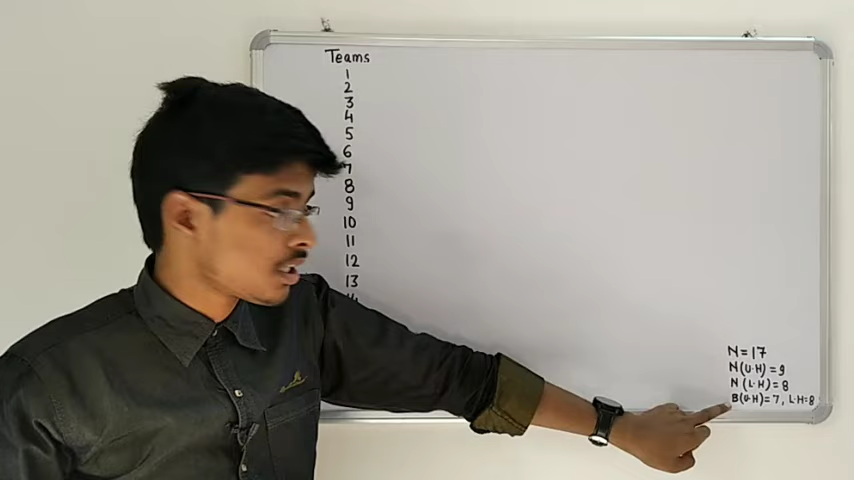 Teams
1
2
3
4
5
6
7
8
9
10
11
12
13
N=17
N(U·H)=9
N(L·H)=8
B(U·H)=7, L·H=8